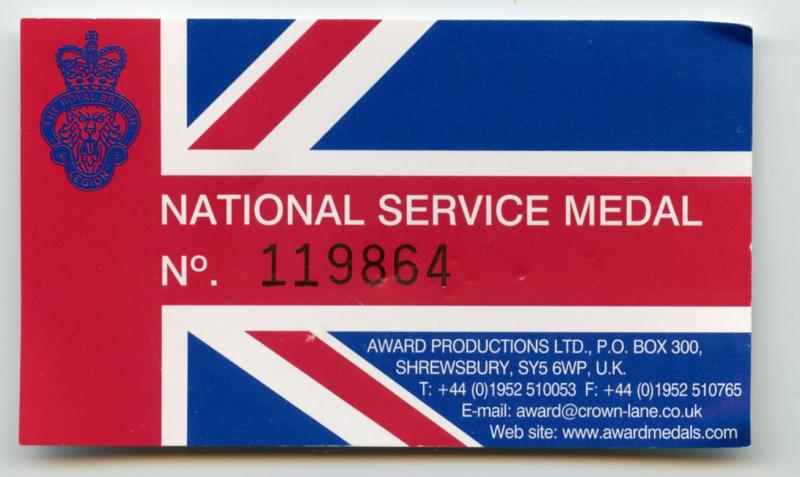 THE ROYAL BRITISH
LEGION
NATIONAL SERVICE MEDAL
Nº. 119864
AWARD PRODUCTIONS LTD., P.O. BOX 300,
SHREWSBURY, SY5 6WP, U.K.
T: +44 (0)1952 510053 F: +44 (0)1952 510765
E-mail: award@crown-lane.co.uk
Web site: www.awardmedals.com